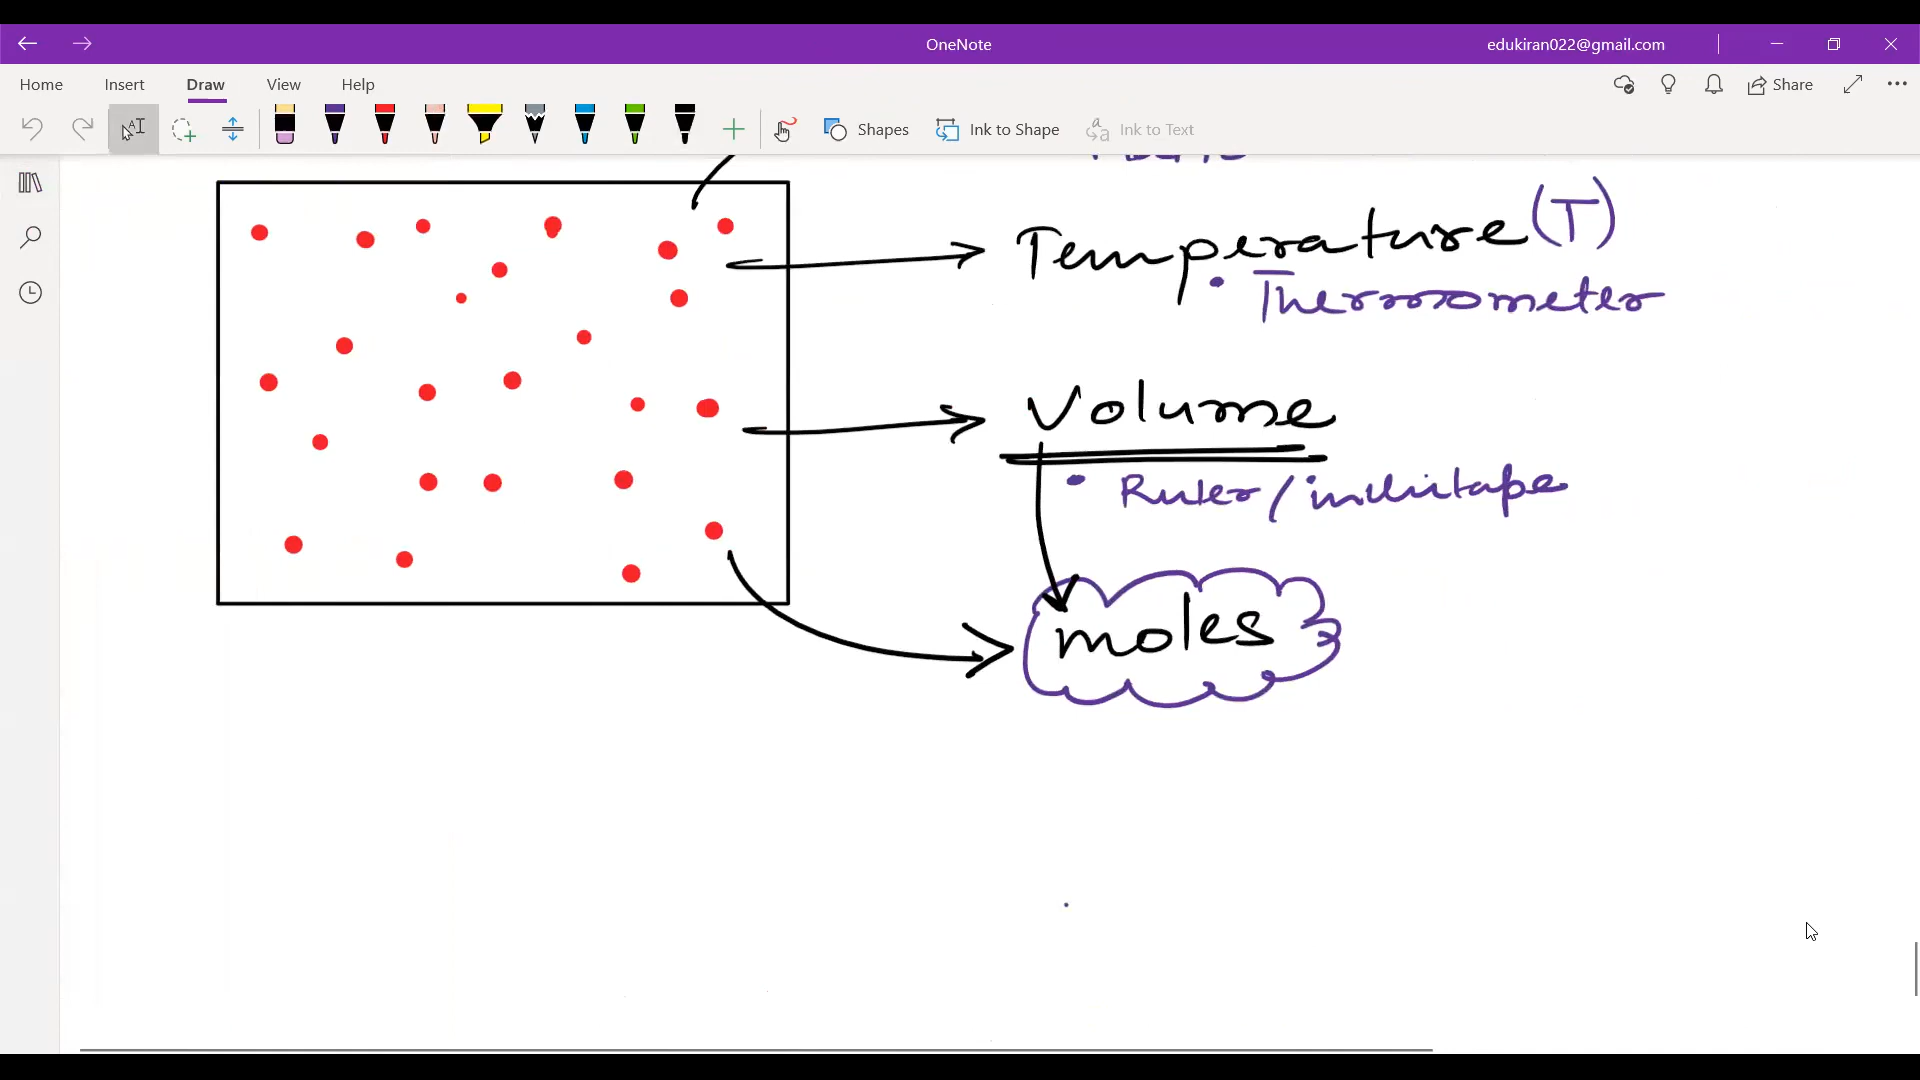 OneNote
edukiran022@gmail.com
Home Insert Draw View Help
Share
Shapes
Ink to Shape
Ink to Text
Temperature (T)
• Thermometer
Volume
• Ruler/inchitape
moles